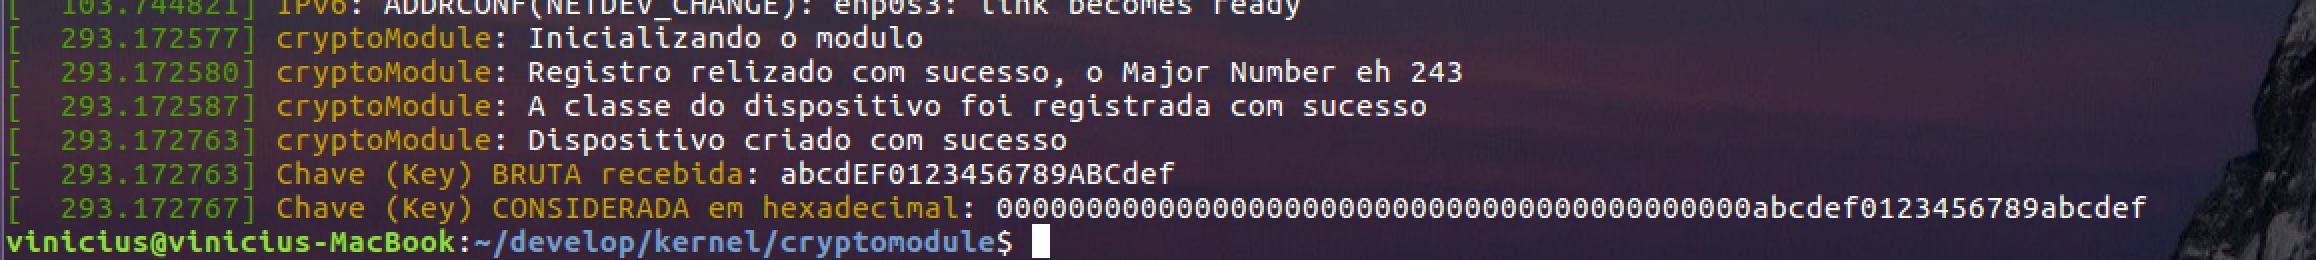 [  103.744821] IPv6: ADDRCONF(NETDEV_CHANGE): enp0s3: link becomes ready
[  293.172577] cryptoModule: Inicializando o modulo
[  293.172580] cryptoModule: Registro relizado com sucesso, o Major Number eh 243
[  293.172587] cryptoModule: A classe do dispositivo foi registrada com sucesso
[  293.172763] cryptoModule: Dispositivo criado com sucesso
[  293.172763] Chave (Key) BRUTA recebida: abcdEF0123456789ABCdef
[  293.172767] Chave (Key) CONSIDERADA em hexadecimal: 000000000000000000000000000000000000000000abcdef0123456789abcdef
vinicius@vinicius-MacBook:~/develop/kernel/cryptomodule$